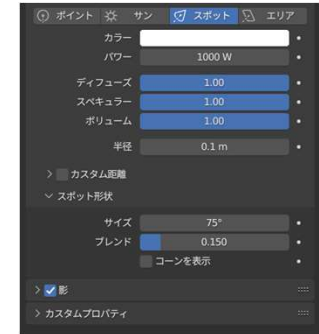 ポイント サン スポット エリア
カラー
パワー 1000 W
ディフューズ 1.00
スペキュラー 1.00
ボリューム 1.00
半径 0.1 m
カスタム距離
スポット形状
サイズ 75°
ブレンド 0.150
コーンを表示
影
カスタムプロパティ